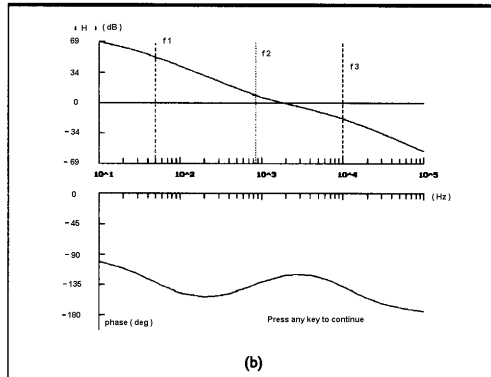 H (dB)
69
f1
f2
f3
34
0
-34
-69
10^1
10^2
10^3
10^4
10^5
(Hz)
0
-45
-90
-135
-180
phase (deg)
Press any key to continue
(b)